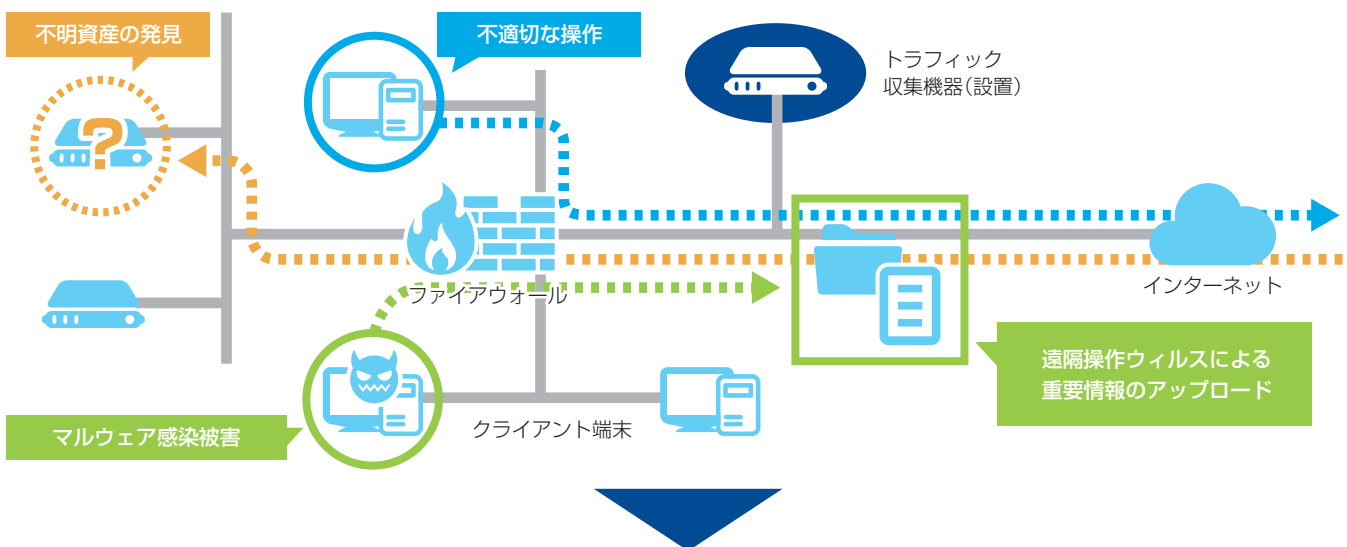 不明資産の発見
不適切な操作
トラフィック
収集機器(設置)
ファイアウォール
インターネット
遠隔操作ウィルスによる
重要情報のアップロード
マルウェア感染被害
クライアント端末